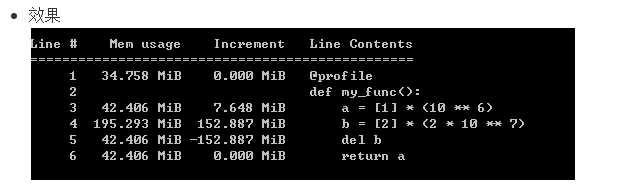 效果
Line #    Mem usage    Increment   Line Contents
================================================
     1   34.758 MiB    0.000 MiB   @profile
     2                             def my_func():
     3   42.406 MiB    7.648 MiB       a = [1] * (10 ** 6)
     4  195.293 MiB  152.887 MiB       b = [2] * (2 * 10 ** 7)
     5   42.406 MiB -152.887 MiB       del b
     6   42.406 MiB    0.000 MiB       return a